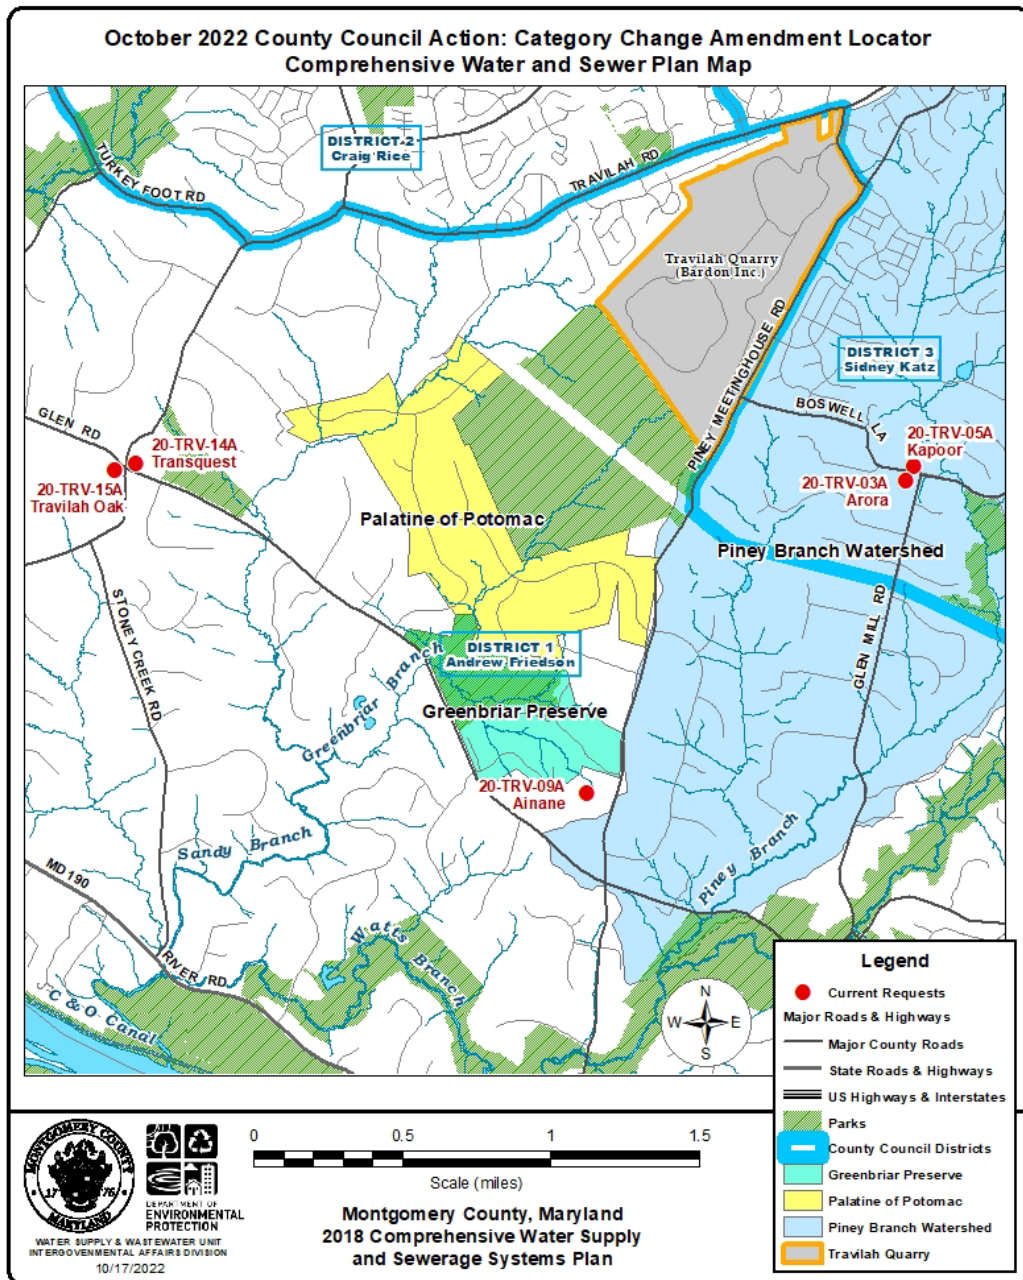 October 2022 County Council Action: Category Change Amendment Locator
Comprehensive Water and Sewer Plan Map
DISTRICT 2
Craig Rice
TURKEY FOOT RD
TRAVILAH RD
Travilah Quarry
(Bardon Inc.)
PINEY MEETINGHOUSE RD
DISTRICT 3
Sidney Katz
BOSWELL LA
GLEN RD
20-TRV-14A
Transquest
20-TRV-15A
Travilah Oak
20-TRV-05A
Kapoor
20-TRV-03A
Arora
Palatine of Potomac
Piney Branch Watershed
STONEY CREEK RD
GLEN MILL RD
DISTRICT 1
Andrew Friedson
Greenbriar Branch
Greenbriar Preserve
20-TRV-09A
Ainane
Sandy Branch
Piney Branch
MD 190
RIVER RD
Watts Branch
C & O Canal
N
W E
S
Legend
Current Requests
Major Roads & Highways
Major County Roads
State Roads & Highways
US Highways & Interstates
Parks
County Council Districts
Greenbriar Preserve
Palatine of Potomac
Piney Branch Watershed
Travilah Quarry
MONTGOMERY COUNTY
17 76
MARYLAND
DEPARTMENT OF
ENVIRONMENTAL
PROTECTION
WATER SUPPLY & WASTEWATER UNIT
INTERGOVENMENTAL AFFAIRS DIVISION
10/17/2022
0 0.5 1 1.5
Scale (miles)
Montgomery County, Maryland
2018 Comprehensive Water Supply
and Sewerage Systems Plan